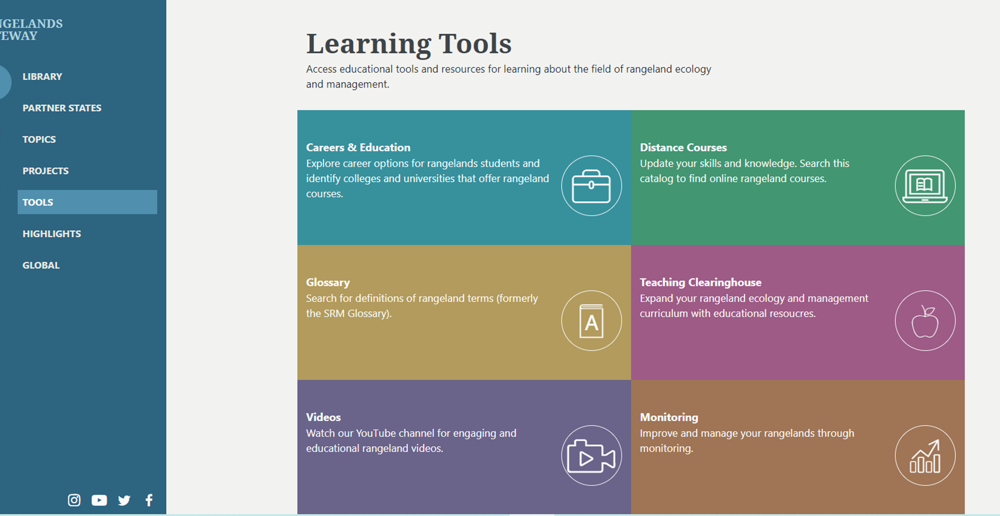 NGELANDS
EWAY
LIBRARY
PARTNER STATES
TOPICS
PROJECTS
TOOLS
HIGHLIGHTS
GLOBAL
Learning Tools
Access educational tools and resources for learning about the field of rangeland ecology
and management.
Careers & Education
Explore career options for rangelands students and
identify colleges and universities that offer rangeland
courses.
Distance Courses
Update your skills and knowledge. Search this
catalog to find online rangeland courses.
Glossary
Search for definitions of rangeland terms (formerly
the SRM Glossary).
A
Teaching Clearinghouse
Expand your rangeland ecology and management
curriculum with educational resoucres.
Videos
Watch our YouTube channel for engaging and
educational rangeland videos.
Monitoring
Improve and manage your rangelands through
monitoring.